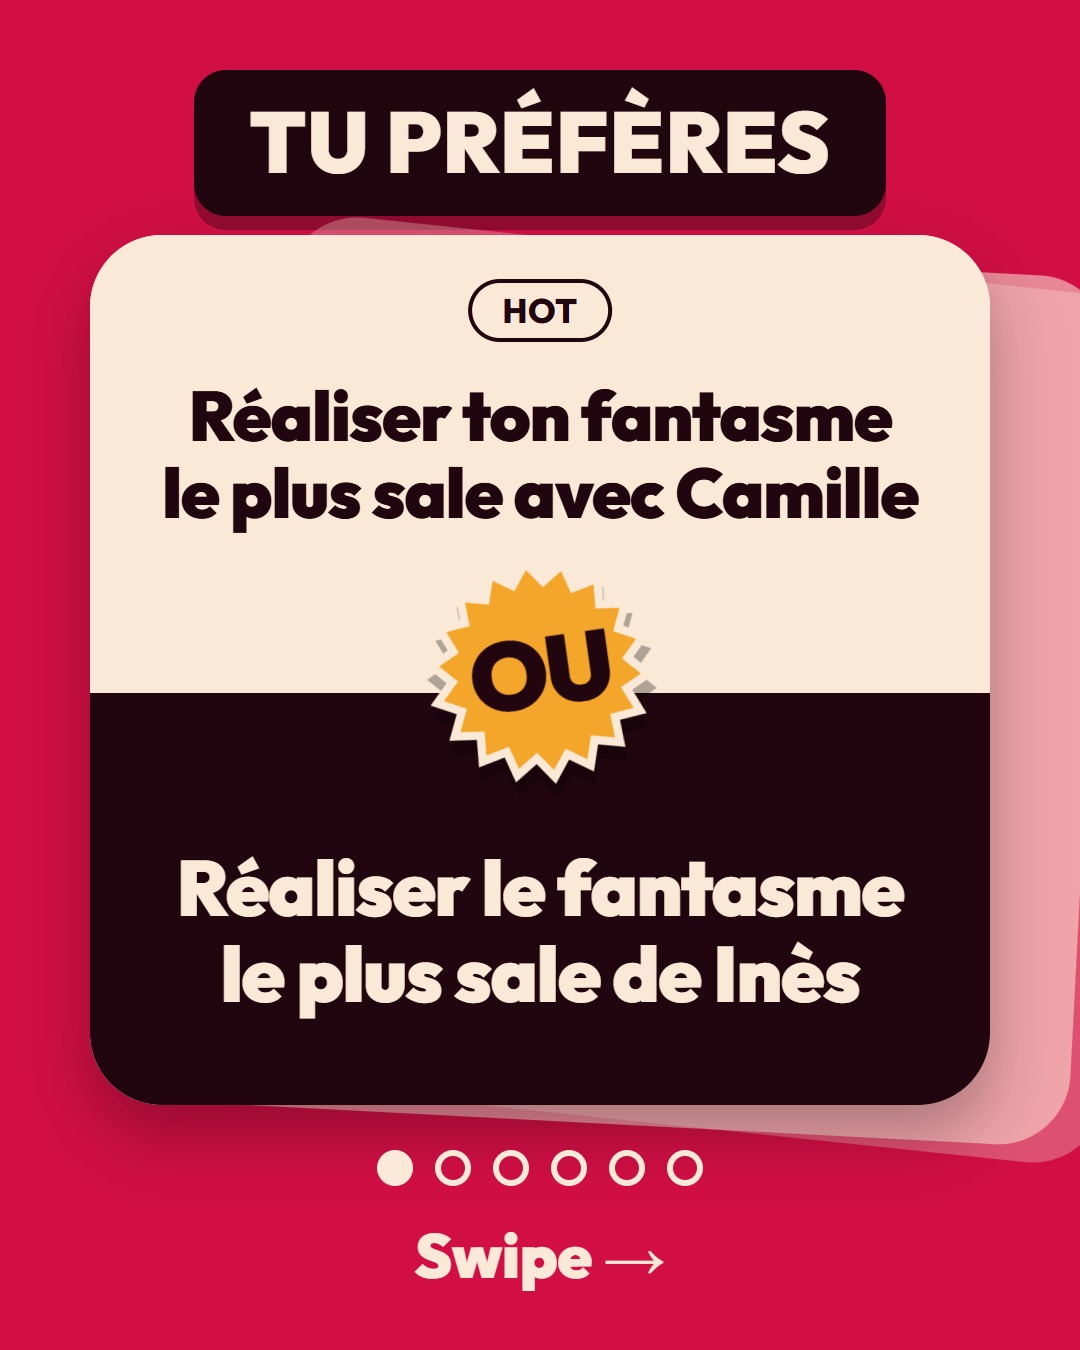 TU PRÉFÈRES
HOT
Réaliser ton fantasme
le plus sale avec Camille
OU
Réaliser le fantasme
le plus sale de Inès
Swipe →